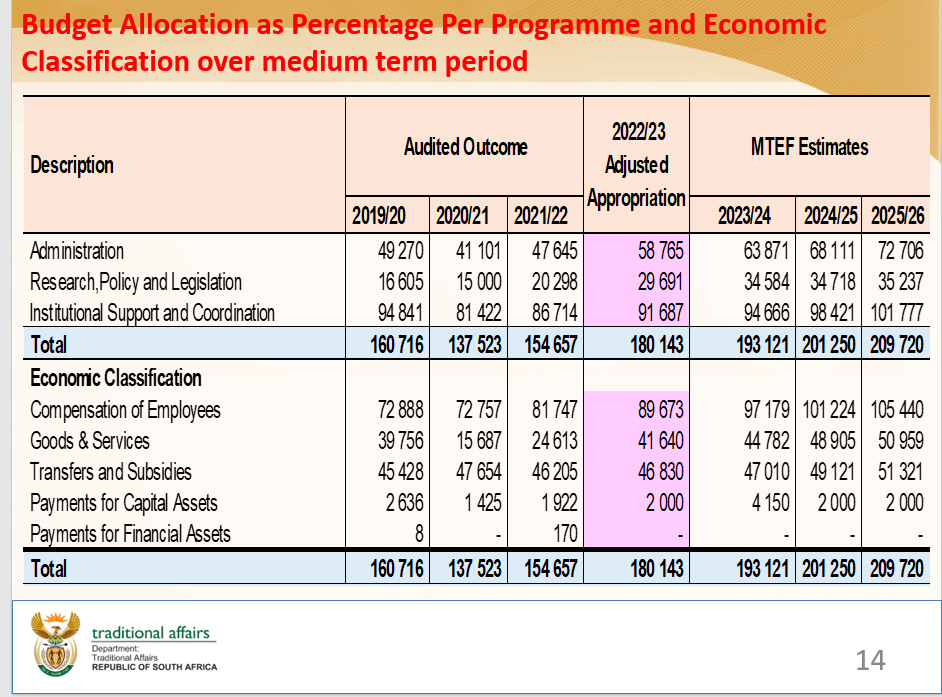 Budget Allocation as Percentage Per Programme and Economic
Classification over medium term period
Description Audited Outcome 2022/23 Adjusted Appropriation MTEF Estimates
2019/20 2020/21 2021/22 2023/24 2024/25 2025/26
Administration 49 270 41 101 47 645 58 765 63 871 68 111 72 706
Research,Policy and Legislation 16 605 15 000 20 298 29 691 34 584 34 718 35 237
Institutional Support and Coordination 94 841 81 422 86 714 91 687 94 666 98 421 101 777
Total 160 716 137 523 154 657 180 143 193 121 201 250 209 720
Economic Classification
Compensation of Employees 72 888 72 757 81 747 89 673 97 179 101 224 105 440
Goods & Services 39 756 15 687 24 613 41 640 44 782 48 905 50 959
Transfers and Subsidies 45 428 47 654 46 205 46 830 47 010 49 121 51 321
Payments for Capital Assets 2 636 1 425 1 922 2 000 4 150 2 000 2 000
Payments for Financial Assets 8 - 170 - - - -
Total 160 716 137 523 154 657 180 143 193 121 201 250 209 720
traditional affairs
Department:
Traditional Affairs
REPUBLIC OF SOUTH AFRICA
14